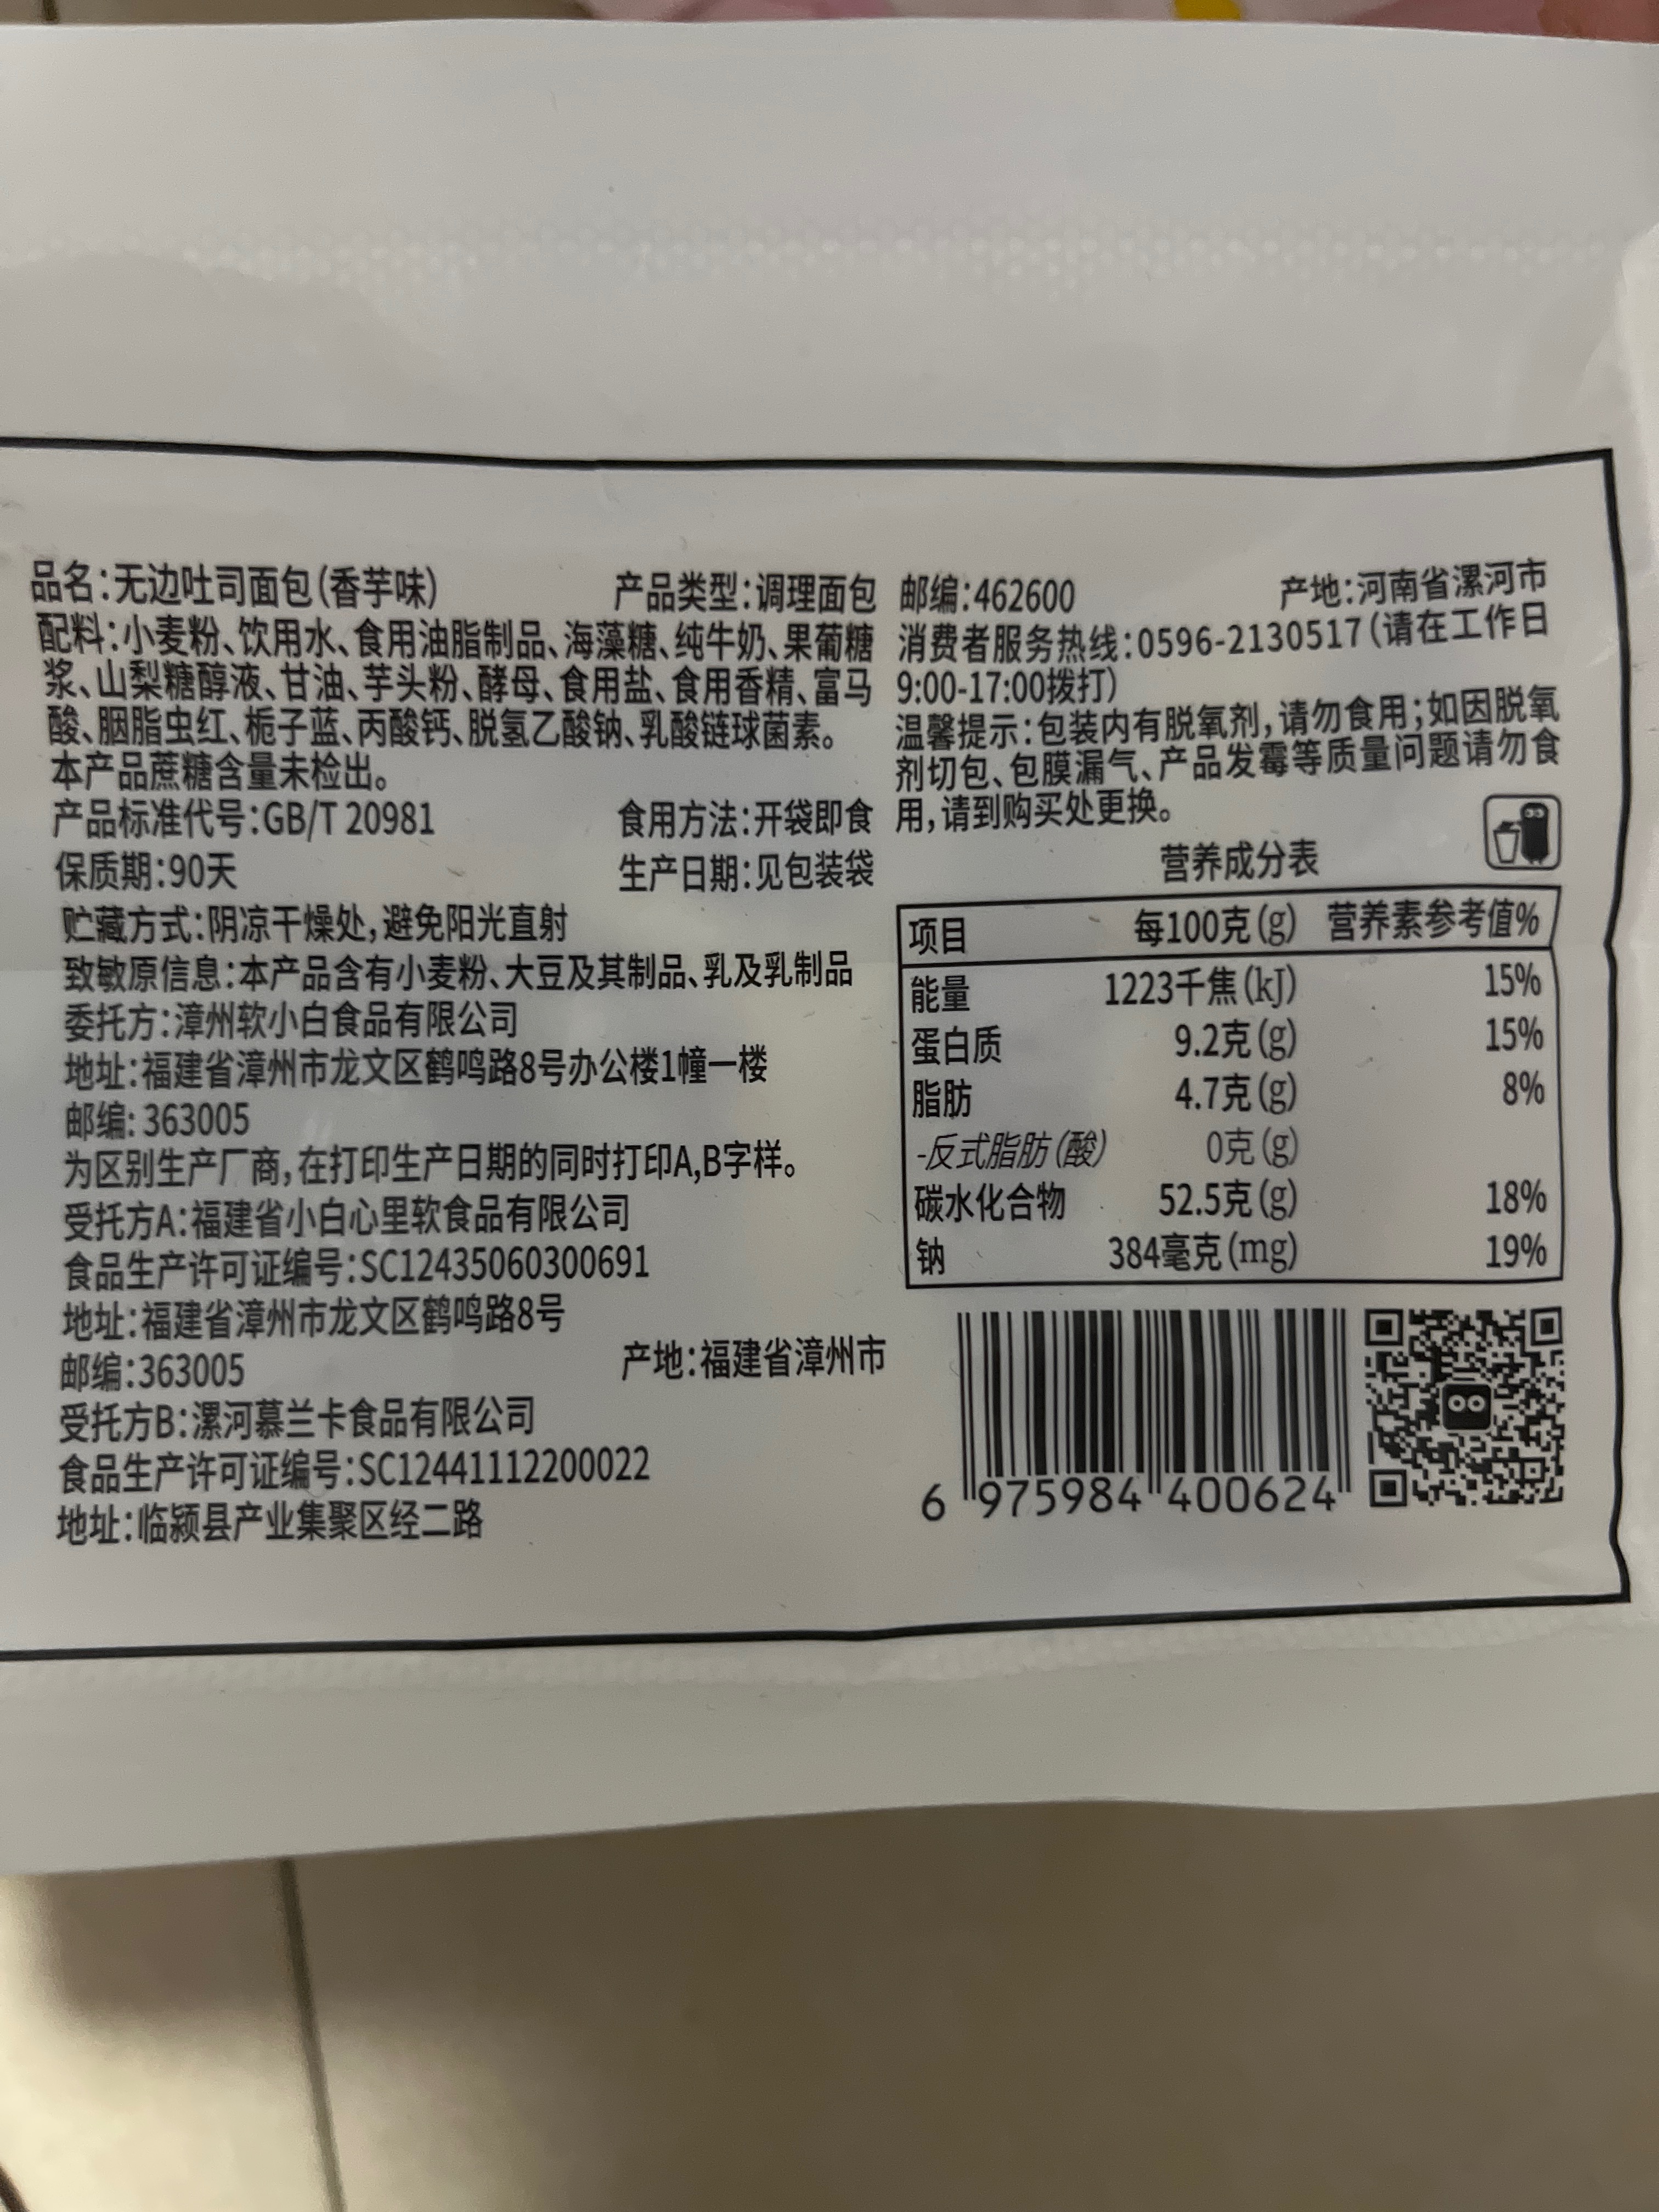 品名:无边吐司面包(香芋味) 产品类型:调理面包
配料:小麦粉、饮用水、食用油脂制品、海藻糖、纯牛奶、果葡糖
浆、山梨糖醇液、甘油、芋头粉、酵母、食用盐、食用香精、富马
酸、胭脂虫红、栀子蓝、丙酸钙、脱氢乙酸钠、乳酸链球菌素。
本产品蔗糖含量未检出。
产品标准代号:GB/T 20981 食用方法:开袋即食
保质期:90天 生产日期:见包装袋
贮藏方式:阴凉干燥处,避免阳光直射
致敏原信息:本产品含有小麦粉、大豆及其制品、乳及乳制品
委托方:漳州软小白食品有限公司
地址:福建省漳州市龙文区鹤鸣路8号办公楼1幢一楼
邮编: 363005
为区别生产厂商,在打印生产日期的同时打印A,B字样。
受托方A:福建省小白心里软食品有限公司
食品生产许可证编号:SC12435060300691
地址:福建省漳州市龙文区鹤鸣路8号
邮编:363005 产地:福建省漳州市
受托方B:漯河慕兰卡食品有限公司
食品生产许可证编号:SC12441112200022
地址:临颍县产业集聚区经二路
邮编:462600 产地:河南省漯河市
消费者服务热线:0596-2130517(请在工作日
9:00-17:00拨打)
温馨提示:包装内有脱氧剂,请勿食用;如因脱氧
剂切包、包膜漏气、产品发霉等质量问题请勿食
用,请到购买处更换。
营养成分表
项目 每100克(g) 营养素参考值%
能量 1223千焦(kJ) 15%
蛋白质 9.2克(g) 15%
脂肪 4.7克(g) 8%
-反式脂肪(酸) 0克(g)
碳水化合物 52.5克(g) 18%
钠 384毫克(mg) 19%
6 975984 400624